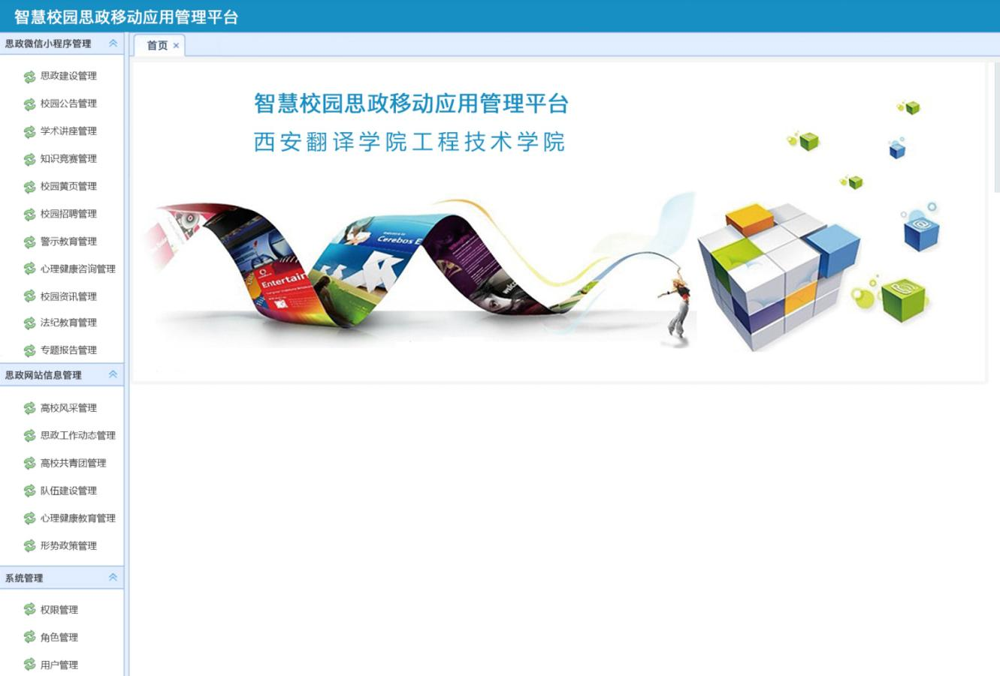 智慧校园思政移动应用管理平台
思政微信小程序管理
思政建设管理
校园公告管理
学术讲座管理
知识竞赛管理
校园黄页管理
校园招聘管理
警示教育管理
心理健康咨询管理
校园资讯管理
法纪教育管理
专题报告管理
思政网站信息管理
高校风采管理
思政工作动态管理
高校共青团管理
队伍建设管理
心理健康教育管理
形势政策管理
系统管理
权限管理
角色管理
用户管理
首页
智慧校园思政移动应用管理平台
西安翻译学院工程技术学院
Cerebos E
Entertain
welc
@